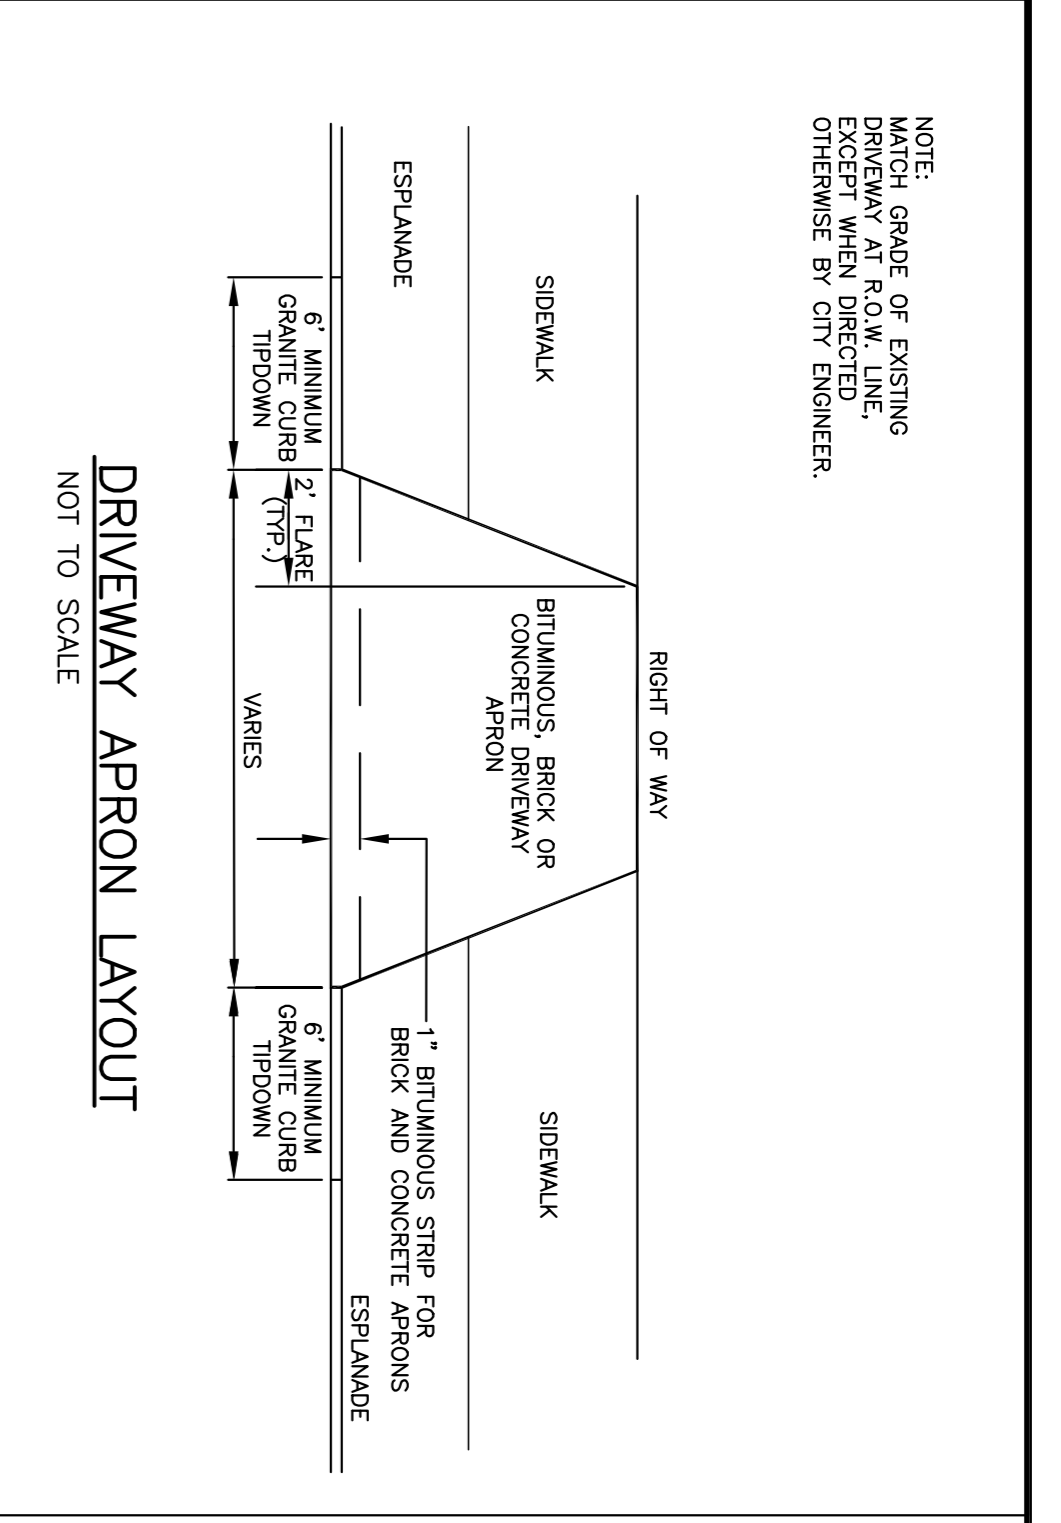 NOTE:
MATCH GRADE OF EXISTING
DRIVEWAY AT R.O.W. LINE,
EXCEPT WHEN DIRECTED
OTHERWISE BY CITY ENGINEER.
RIGHT OF WAY
SIDEWALK
BITUMINOUS, BRICK OR
CONCRETE DRIVEWAY
APRON
SIDEWALK
ESPLANADE
1" BITUMINOUS STRIP FOR
BRICK AND CONCRETE APRONS
ESPLANADE
6' MINIMUM
GRANITE CURB
TIPDOWN
2' FLARE
(TYP.)
VARIES
6' MINIMUM
GRANITE CURB
TIPDOWN
DRIVEWAY APRON LAYOUT
NOT TO SCALE